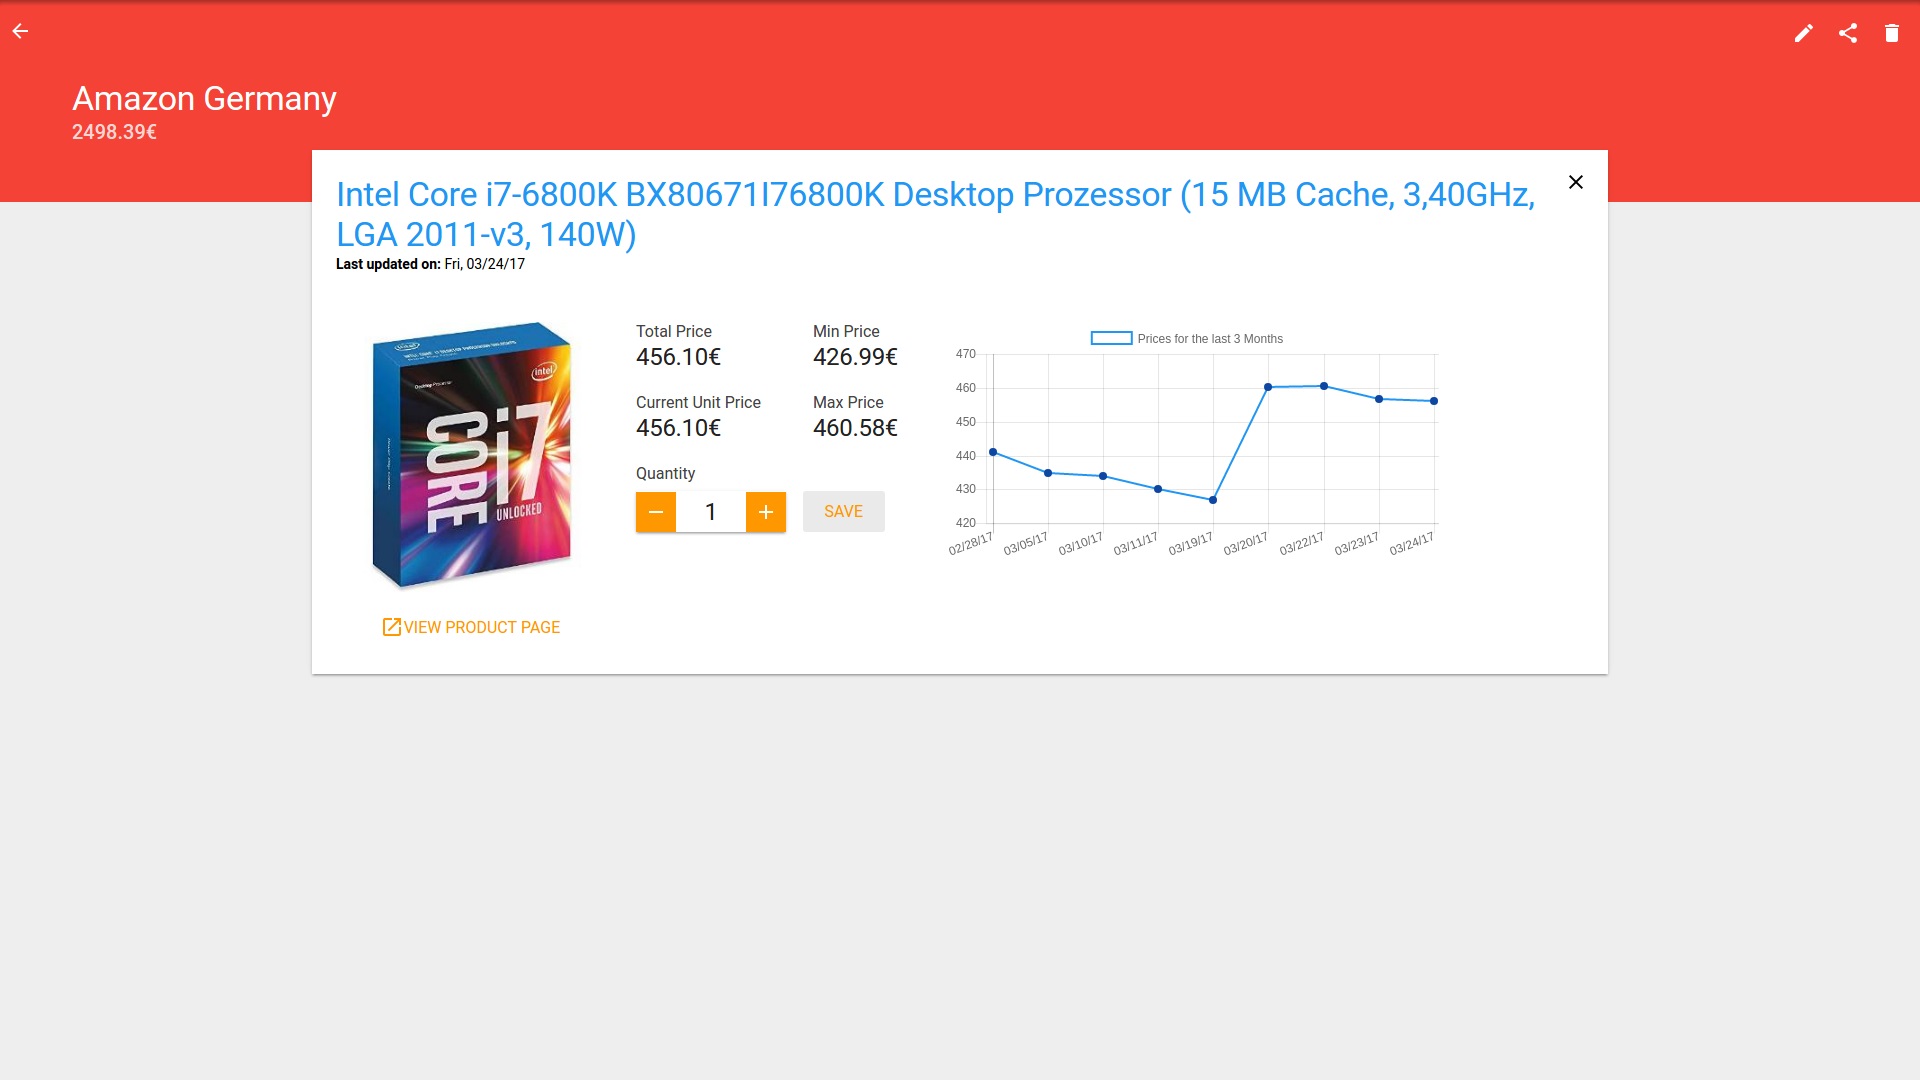 Amazon Germany
2498.39€
Intel Core i7-6800K BX80671I76800K Desktop Prozessor (15 MB Cache, 3,40GHz,
LGA 2011-v3, 140W)
Last updated on: Fri, 03/24/17
intel
CORE i7
UNLOCKED
VIEW PRODUCT PAGE
Total Price
456.10€
Min Price
426.99€
Current Unit Price
456.10€
Max Price
460.58€
Quantity
1
SAVE
Prices for the last 3 Months
470
460
450
440
430
420
02/28/17 03/05/17 03/10/17 03/11/17 03/19/17 03/20/17 03/22/17 03/23/17 03/24/17